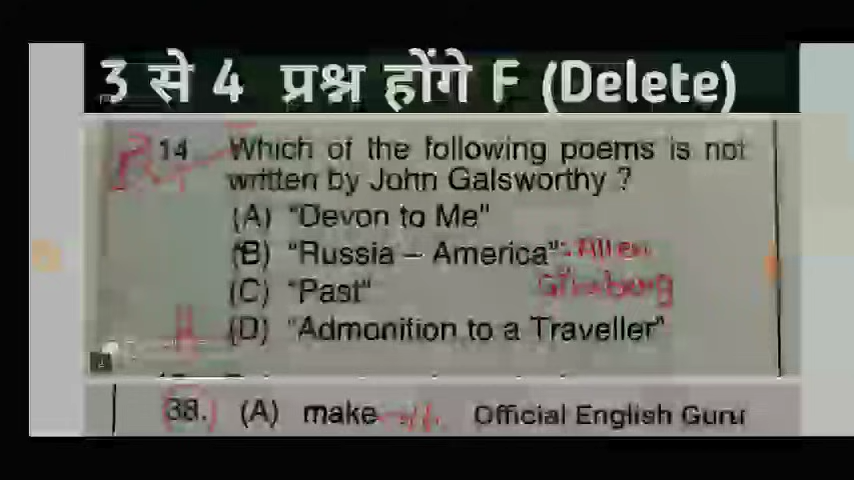 3 से 4 प्रश्न होंगे F (Delete)
14 Which of the following poems is not
written by John Galsworthy ?
(A) "Devon to Me"
(B) "Russia – America":- Allen
(C) "Past" Ginsberg
(D) "Admonition to a Traveller"
38. (A) make Official English Guru